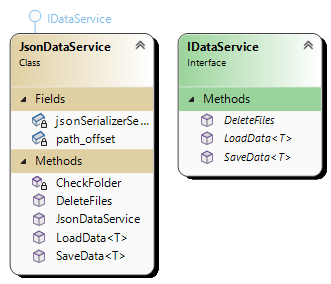 IDataService
JsonDataService
Class
Fields
jsonSerializerSe...
path_offset
Methods
CheckFolder
DeleteFiles
JsonDataService
LoadData<T>
SaveData<T>
IDataService
Interface
Methods
DeleteFiles
LoadData<T>
SaveData<T>